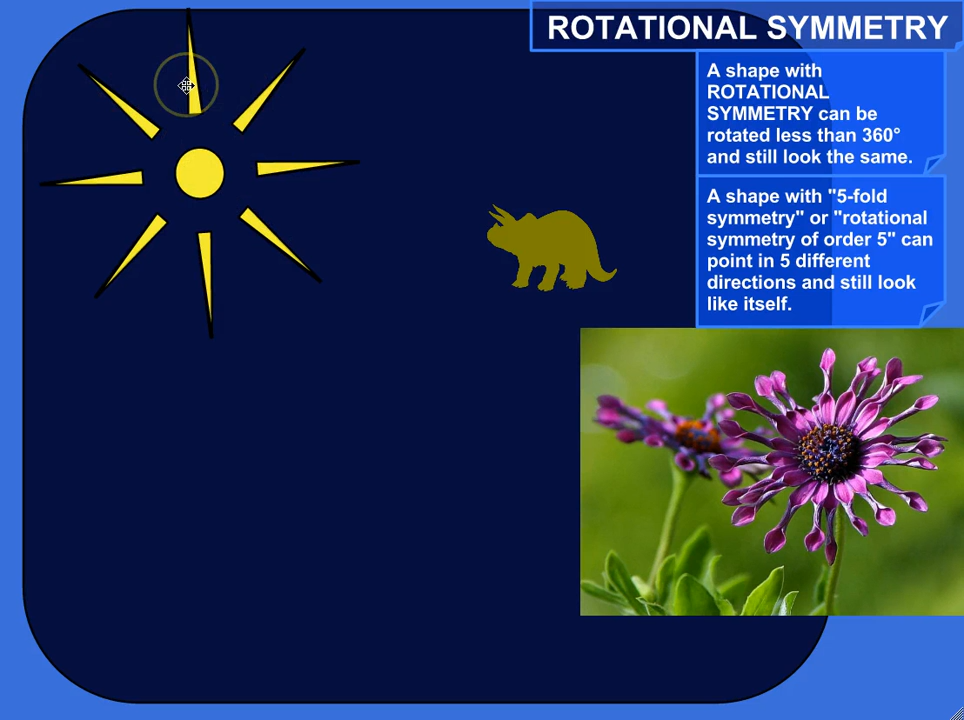 ROTATIONAL SYMMETRY
A shape with
ROTATIONAL
SYMMETRY can be
rotated less than 360°
and still look the same.
A shape with "5-fold
symmetry" or "rotational
symmetry of order 5" can
point in 5 different
directions and still look
like itself.